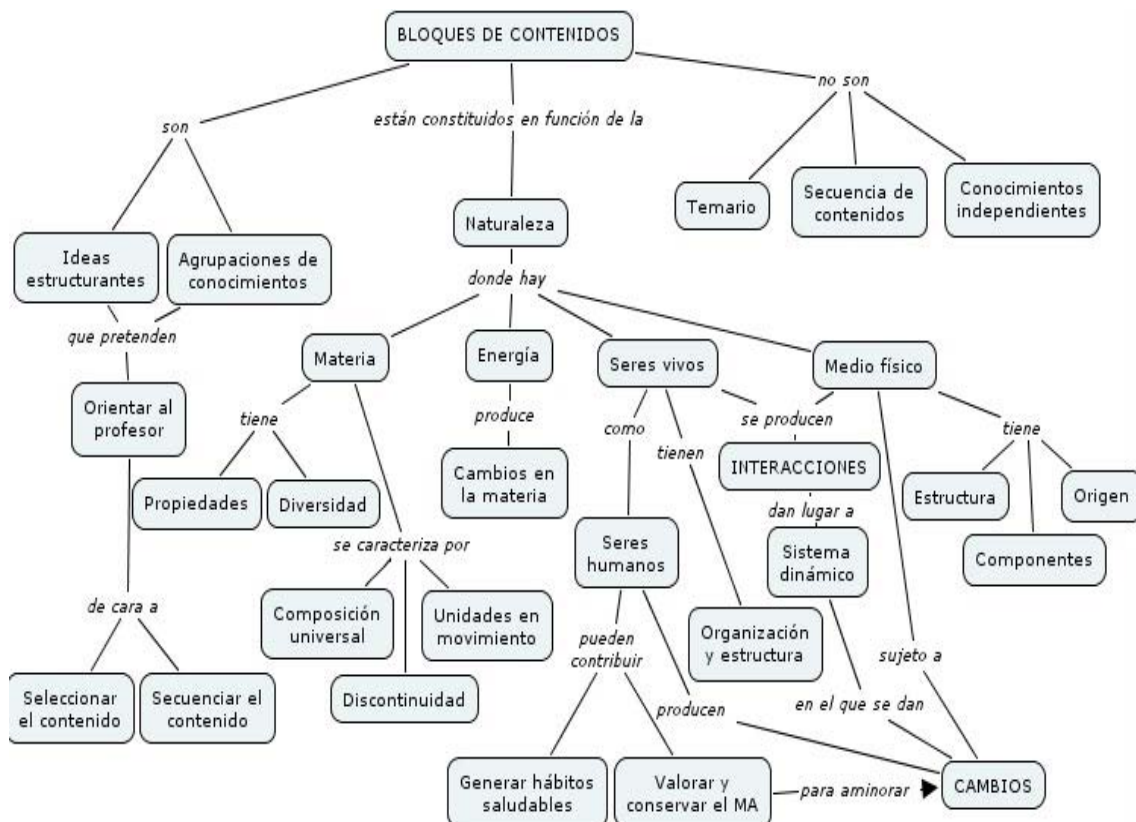 BLOQUES DE CONTENIDOS
no son
están constituidos en función de la
son
Temario
Secuencia de
contenidos
Conocimientos
independientes
Naturaleza
Ideas
estructurantes
Agrupaciones de
conocimientos
donde hay
que pretenden
Materia
Energía
Seres vivos
Medio físico
Orientar al
profesor
tiene
produce
como
se producen
tiene
tienen
Propiedades
Diversidad
Cambios en
la materia
INTERACCIONES
Estructura
Origen
dan lugar a
se caracteriza por
Seres
humanos
Sistema
dinámico
Componentes
de cara a
Composición
universal
Unidades en
movimiento
pueden
contribuir
Organización
y estructura
sujeto a
Seleccionar
el contenido
Secuenciar el
contenido
Discontinuidad
producen
en el que se dan
Generar hábitos
saludables
Valorar y
conservar el MA
para aminorar
CAMBIOS